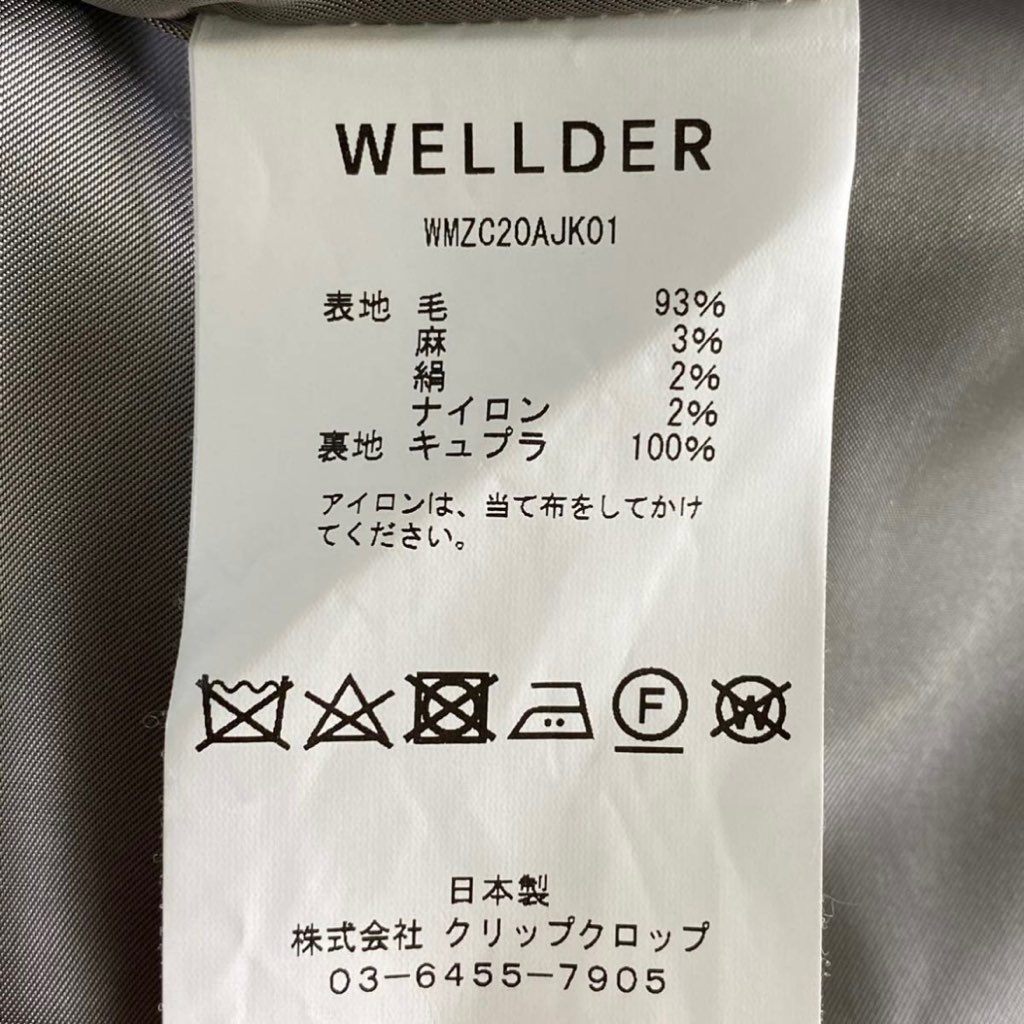 WELLDER
WMZC20AJK01
表地 毛 93%
麻 3%
絹 2%
ナイロン 2%
裏地 キュプラ 100%
アイロンは、当て布をしてかけ
てください。
F W
日本製
株式会社 クリップクロップ
03-6455-7905